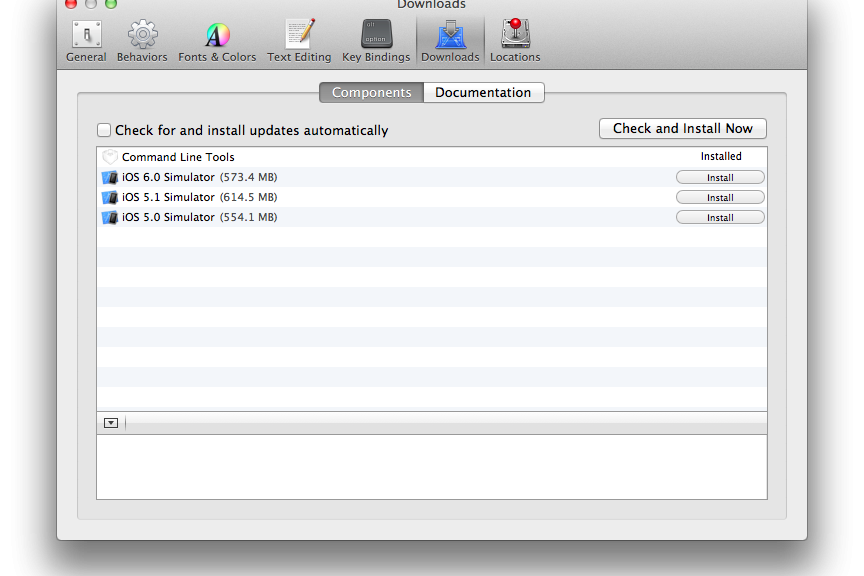 Downloads
General Behaviors Fonts & Colors Text Editing Key Bindings Downloads Locations
Components Documentation
Check for and install updates automatically Check and Install Now
Command Line Tools Installed
iOS 6.0 Simulator (573.4 MB) Install
iOS 5.1 Simulator (614.5 MB) Install
iOS 5.0 Simulator (554.1 MB) Install